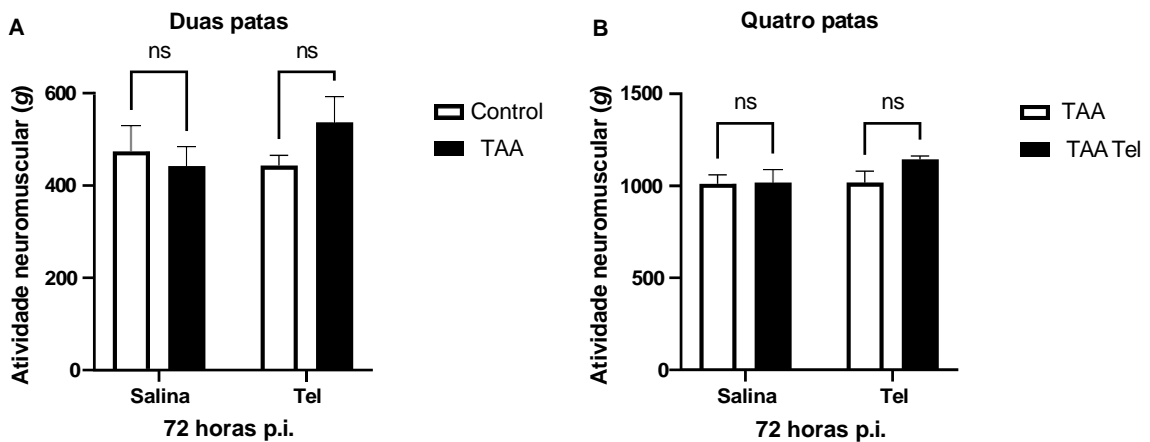 A
Duas patas
ns
ns
Atividade neuromuscular (g)
600
400
200
0
Salina
Tel
72 horas p.i.
Control
TAA
B
Quatro patas
ns
ns
Atividade neuromuscular (g)
1500
1000
500
0
Salina
Tel
72 horas p.i.
TAA
TAA Tel